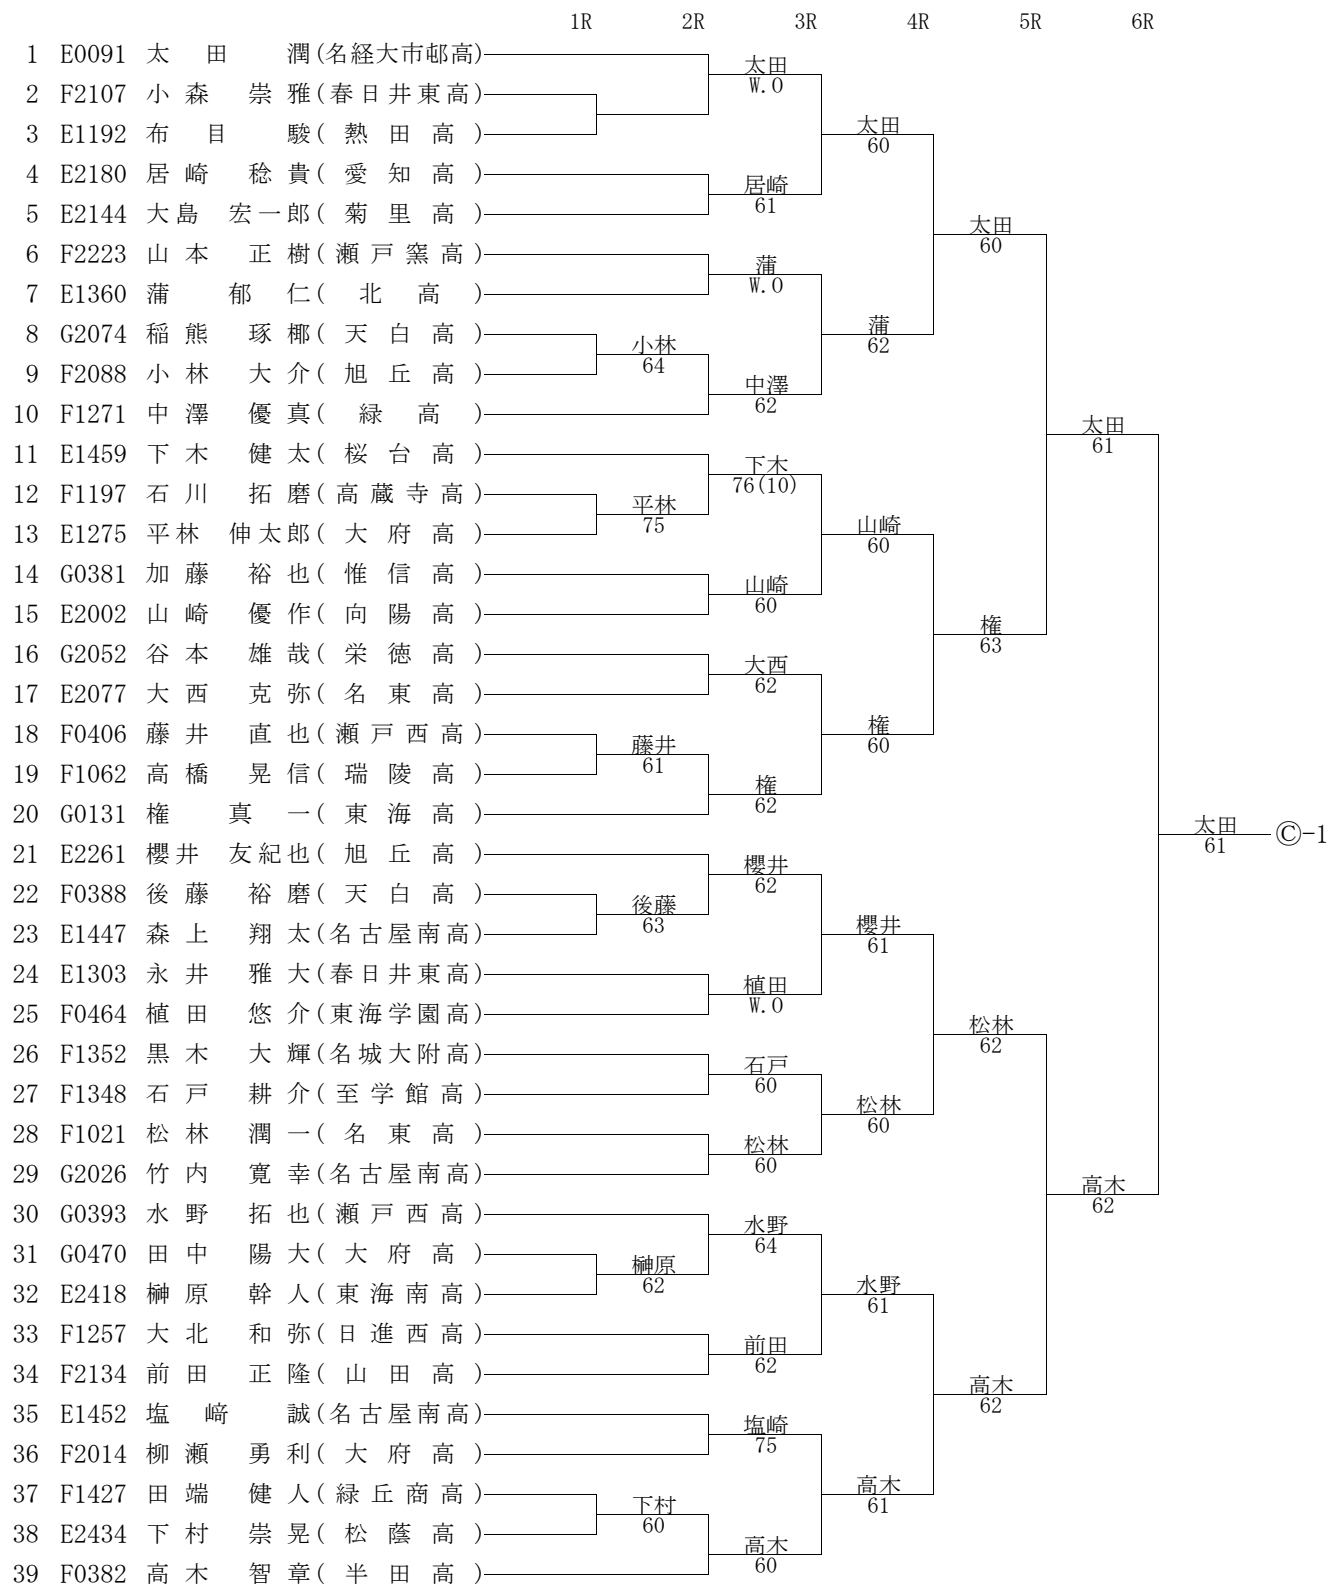 1R 2R 3R 4R 5R 6R
1 E0091 太田 潤(名経大市邨高)
太田
W.O
2 F2107 小森 崇雅(春日井東高)
3 E1192 布目 駿(熱田高)
太田
60
4 E2180 居崎 稔貴(愛知高)
居崎
61
5 E2144 大島 宏一郎(菊里高)
太田
60
6 F2223 山本 正樹(瀬戸窯高)
蒲
W.O
7 E1360 蒲 郁仁(北高)
蒲
62
8 G2074 稲熊 琢椰(天白高)
小林
64
9 F2088 小林 大介(旭丘高)
中澤
62
10 F1271 中澤 優真(緑高)
太田
61
11 E1459 下木 健太(桜台高)
下木
76(10)
12 F1197 石川 拓磨(高蔵寺高)
平林
75
13 E1275 平林 伸太郎(大府高)
山崎
60
14 G0381 加藤 裕也(惟信高)
山崎
60
15 E2002 山崎 優作(向陽高)
権
63
16 G2052 谷本 雄哉(栄徳高)
大西
62
17 E2077 大西 克弥(名東高)
権
60
18 F0406 藤井 直也(瀬戸西高)
藤井
61
19 F1062 高橋 晃信(瑞陵高)
権
62
20 G0131 権 真一(東海高)
太田
61
Ⓒ-1
21 E2261 櫻井 友紀也(旭丘高)
櫻井
62
22 F0388 後藤 裕磨(天白高)
後藤
63
23 E1447 森上 翔太(名古屋南高)
櫻井
61
24 E1303 永井 雅大(春日井東高)
植田
W.O
25 F0464 植田 悠介(東海学園高)
松林
62
26 F1352 黒木 大輝(名城大附高)
石戸
60
27 F1348 石戸 耕介(至学館高)
松林
60
28 F1021 松林 潤一(名東高)
松林
60
29 G2026 竹内 寛幸(名古屋南高)
高木
62
30 G0393 水野 拓也(瀬戸西高)
水野
64
31 G0470 田中 陽大(大府高)
榊原
62
32 E2418 榊原 幹人(東海南高)
水野
61
33 F1257 大北 和弥(日進西高)
前田
62
34 F2134 前田 正隆(山田高)
高木
62
35 E1452 塩﨑 誠(名古屋南高)
塩崎
75
36 F2014 柳瀬 勇利(大府高)
高木
61
37 F1427 田端 健人(緑丘商高)
下村
60
38 E2434 下村 崇晃(松蔭高)
高木
60
39 F0382 高木 智章(半田高)